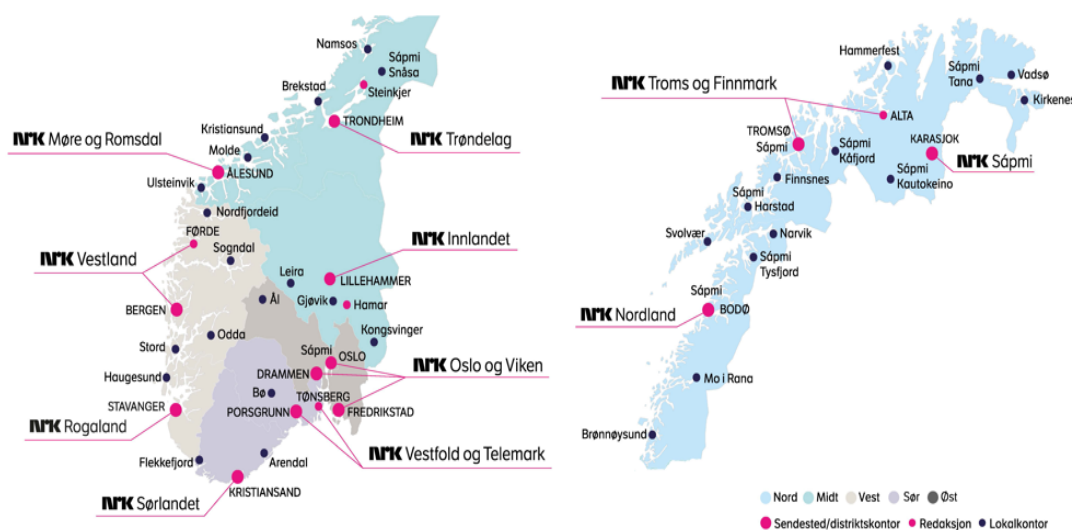 Namsos
Sápmi
Snåsa
Brekstad
Steinkjer
TRONDHEIM
NRK Trøndelag
Kristiansund
NRK Møre og Romsdal
Molde
ÅLESUND
Ulsteinvik
Nordfjordeid
FØRDE
Sogndal
NRK Vestland
NRK Innlandet
Leira
LILLEHAMMER
Ål
Gjøvik
Hamar
BERGEN
Odda
Kongsvinger
Stord
Sápmi
OSLO
NRK Oslo og Viken
DRAMMEN
Haugesund
Bø
TØNSBERG
STAVANGER
PORSGRUNN
FREDRIKSTAD
NRK Rogaland
NRK Vestfold og Telemark
Flekkefjord
Arendal
KRISTIANSAND
NRK Sørlandet
Hammerfest
Sápmi
Tana
Vadsø
Kirkenes
NRK Troms og Finnmark
ALTA
TROMSØ
Sápmi
Sápmi
Kåfjord
KARASJOK
NRK Sápmi
Sápmi
Kautokeino
Finnsnes
Sápmi
Harstad
Svolvær
Narvik
Sápmi
Tysfjord
Sápmi
BODØ
NRK Nordland
Mo i Rana
Brønnøysund
Nord Midt Vest Sør Øst
Sendested/distriktskontor Redaksjon Lokalkontor